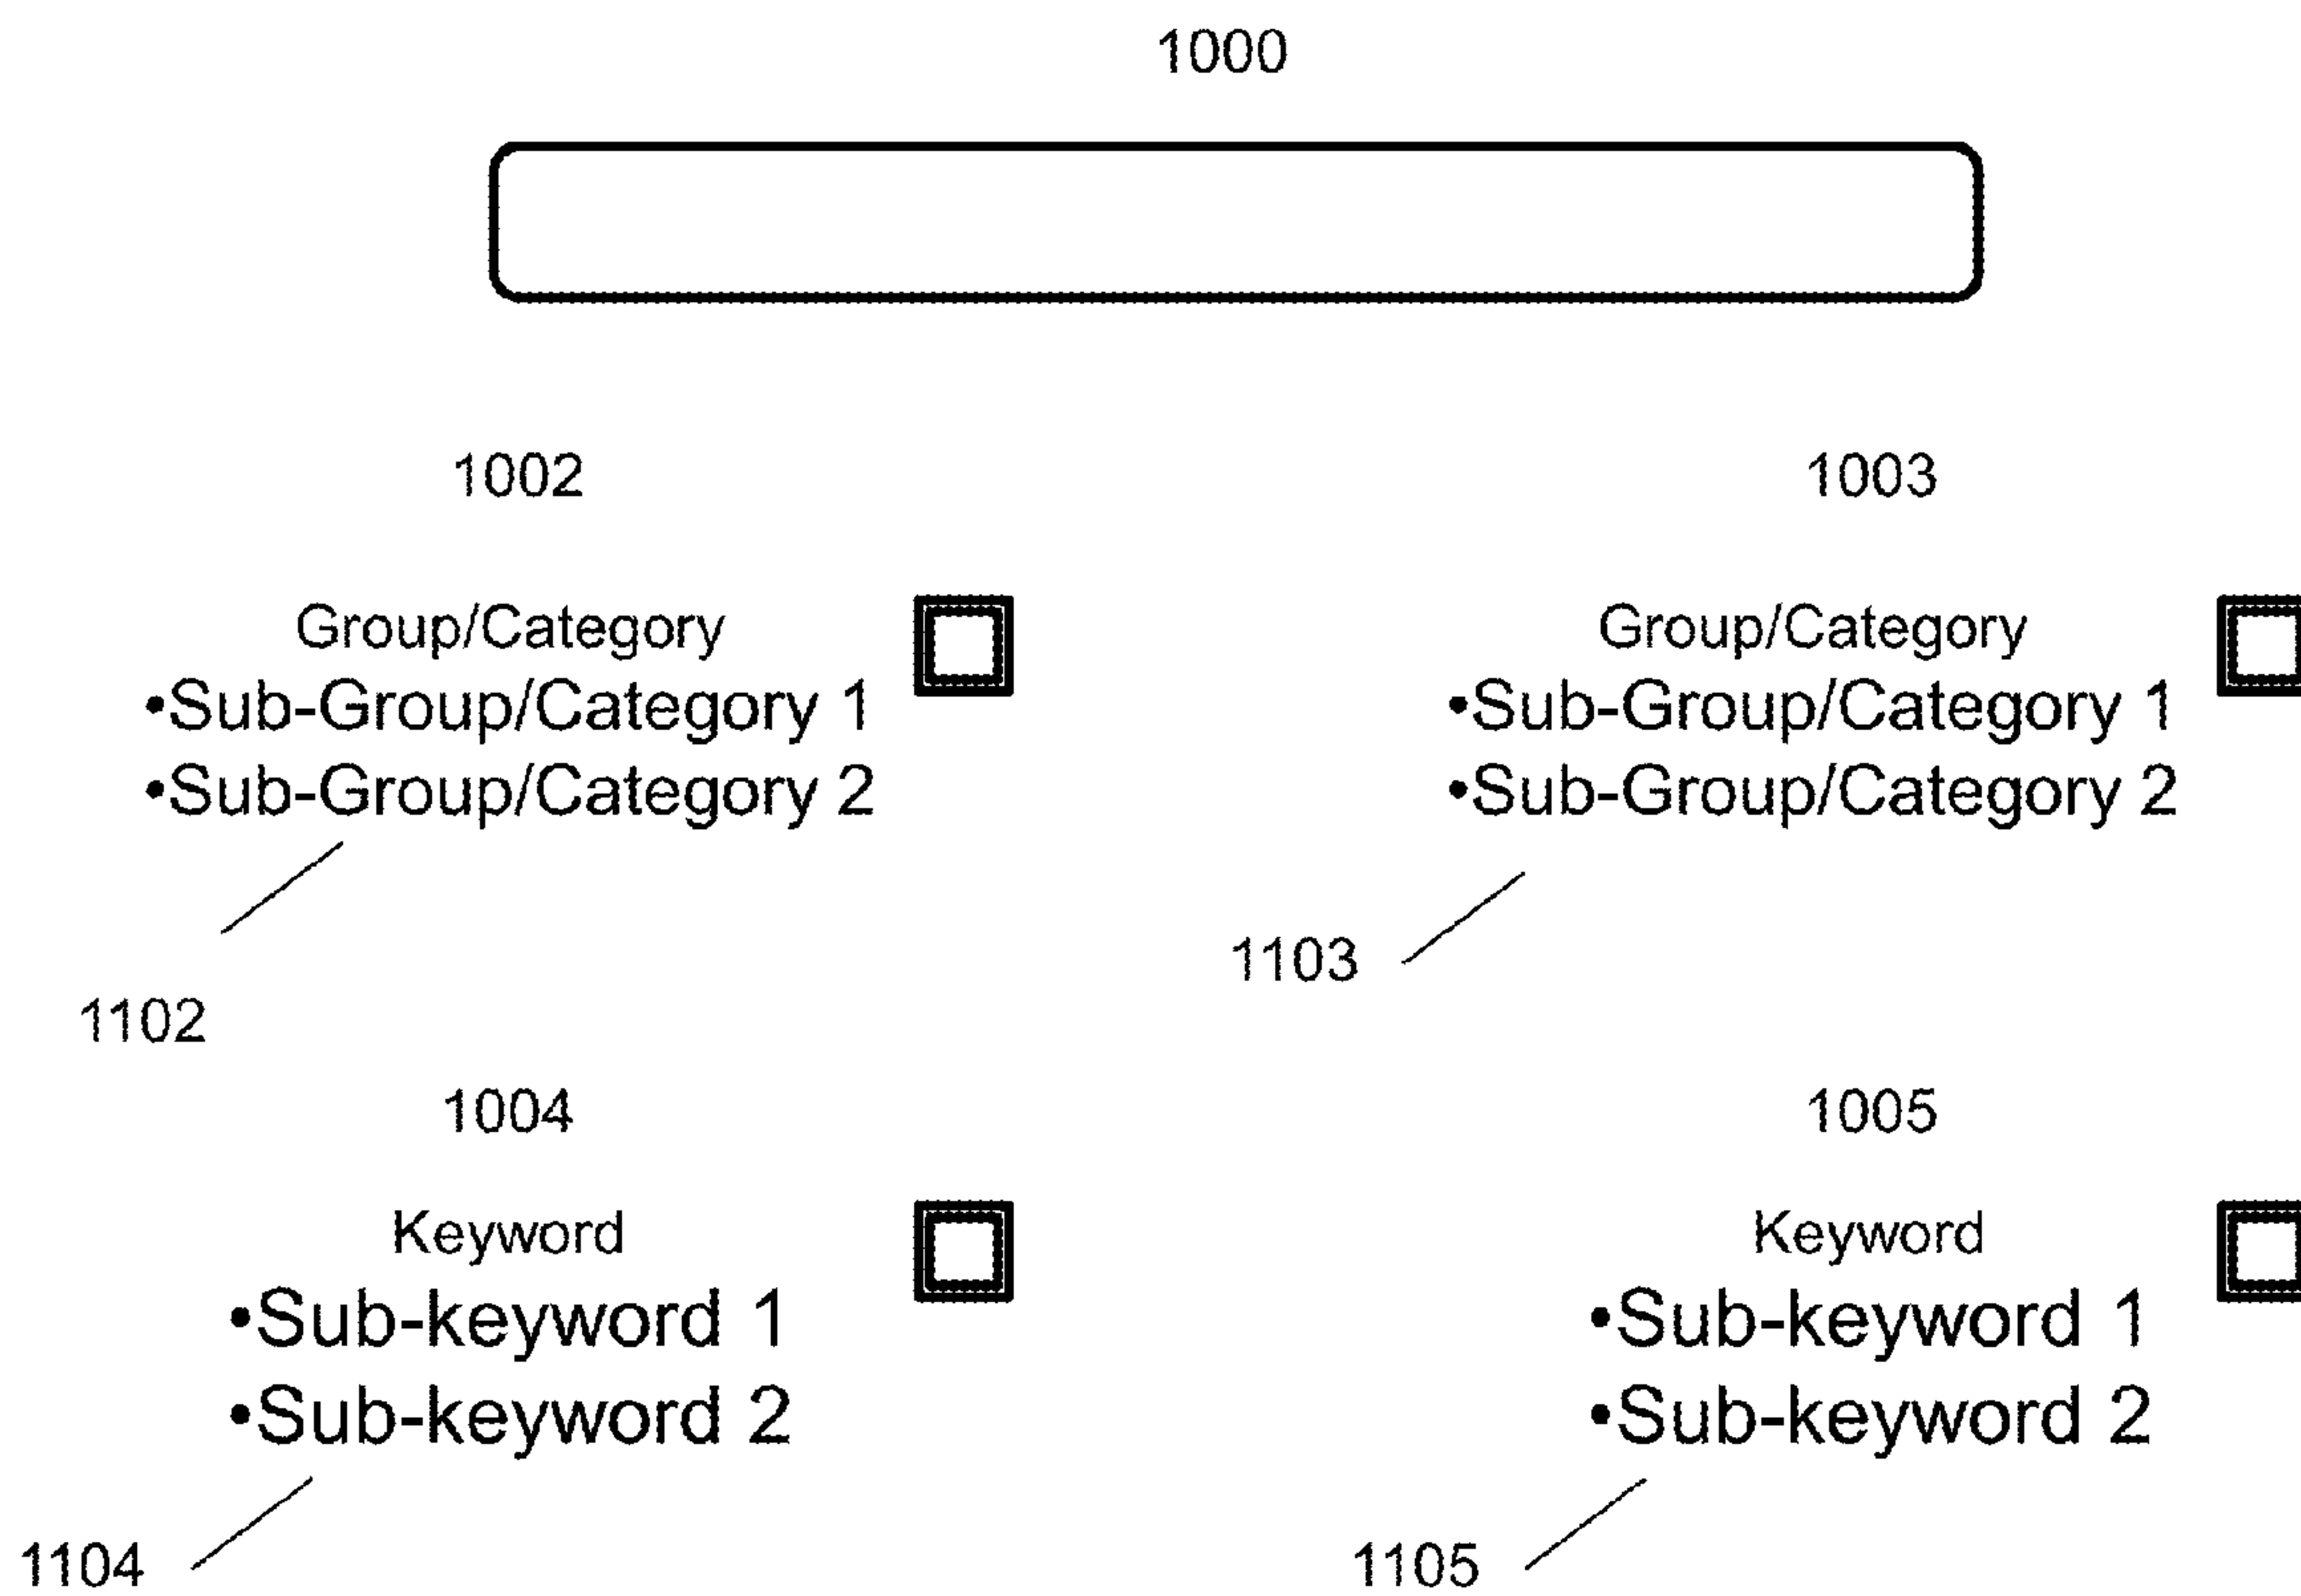 1000
1002
1003
Group/Category
•Sub-Group/Category 1
•Sub-Group/Category 2
Group/Category
•Sub-Group/Category 1
•Sub-Group/Category 2
1102
1103
1004
1005
Keyword
•Sub-keyword 1
•Sub-keyword 2
Keyword
•Sub-keyword 1
•Sub-keyword 2
1104
1105